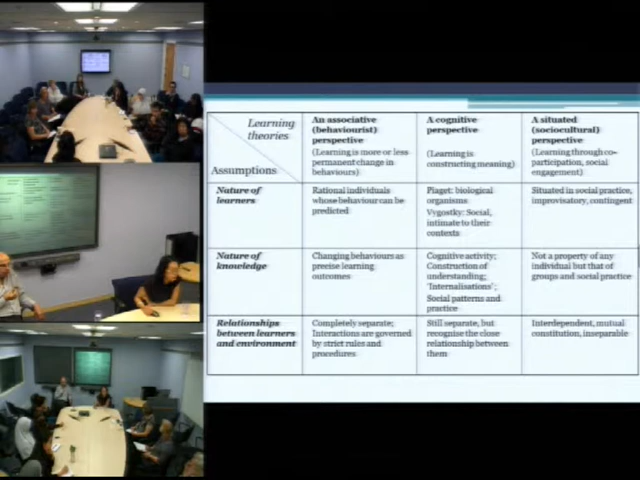 Learning
theories
Assumptions
An associative
(behaviourist)
perspective
(Learning is more or less
permanent change in
behaviours)
A cognitive
perspective
(Learning is
constructing meaning)
A situated
(sociocultural)
perspective
(Learning through co-
participation, social
engagement)
Nature of
learners
Rational individuals
whose behaviour can be
predicted
Piaget: biological
organisms
Vygostky: Social,
intimate to their
contexts
Situated in social practice,
improvisatory, contingent
Nature of
knowledge
Changing behaviours as
precise learning
outcomes
Cognitive activity;
Construction of
understanding;
'Internalisations';
Social patterns and
practice
Not a property of any
individual but that of
groups and social practice
Relationships
between learners
and environment
Completely separate;
Interactions are governed
by strict rules and
procedures
Still separate, but
recognise the close
relationship between
them
Interdependent, mutual
constitution, inseparable